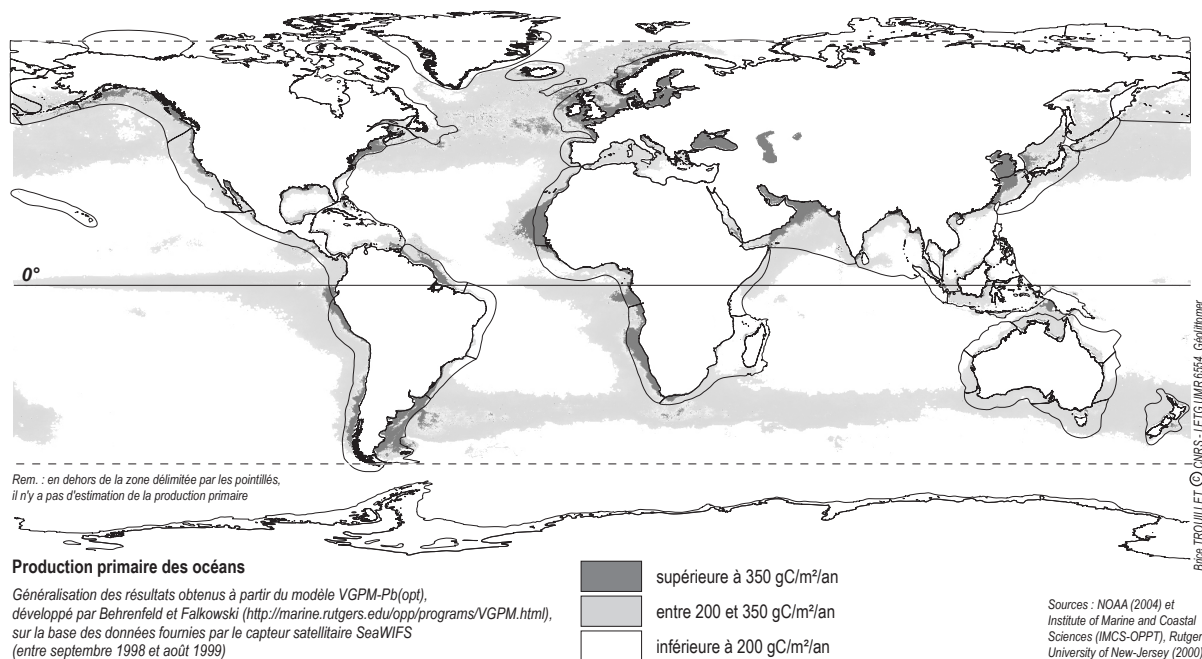 0°
Rem. : en dehors de la zone délimitée par les pointillés,
il n'y a pas d'estimation de la production primaire
Production primaire des océans
Généralisation des résultats obtenus à partir du modèle VGPM-Pb(opt),
développé par Behrenfeld et Falkowski (http://marine.rutgers.edu/opp/programs/VGPM.html),
sur la base des données fournies par le capteur satellitaire SeaWIFS
(entre septembre 1998 et août 1999)
supérieure à 350 gC/m²/an
entre 200 et 350 gC/m²/an
inférieure à 200 gC/m²/an
Sources : NOAA (2004) et
Institute of Marine and Coastal
Sciences (IMCS-OPPT), Rutger
University of New-Jersey (2000)
Brice TROUILLET © CNRS - LETG UMR 6554, Géolittomer